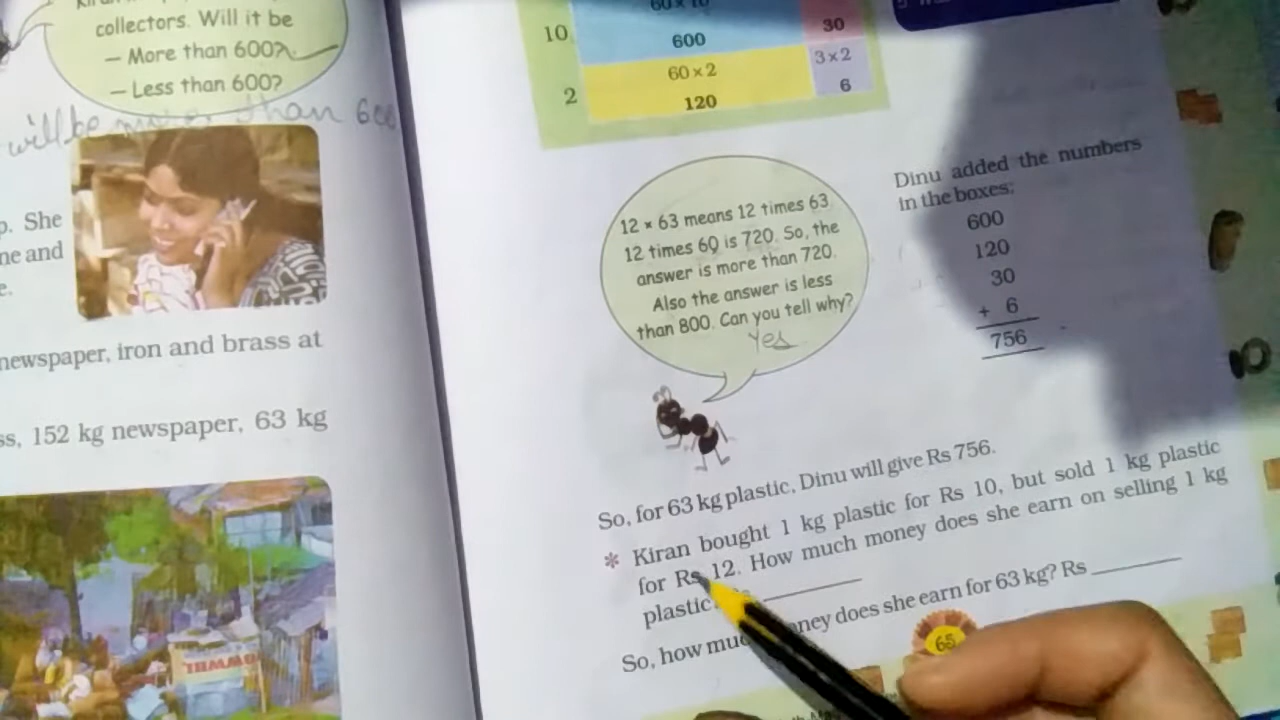 collectors. Will it be
– More than 600?
– Less than 600?
will be more than 600
p. She
me and
e.
newspaper, iron and brass at
ss, 152 kg newspaper, 63 kg
10
600
30
60 × 2
3 × 2
2
120
6
12 × 63 means 12 times 63
12 times 60 is 720. So, the
answer is more than 720.
Also the answer is less
than 800. Can you tell why?
Yes
Dinu added the numbers
in the boxes:
600
120
30
+ 6
756
So, for 63 kg plastic, Dinu will give Rs 756.
* Kiran bought 1 kg plastic for Rs 10, but sold 1 kg plastic
for Rs 12. How much money does she earn on selling 1 kg
plastic
So, how much money does she earn for 63 kg? Rs
65